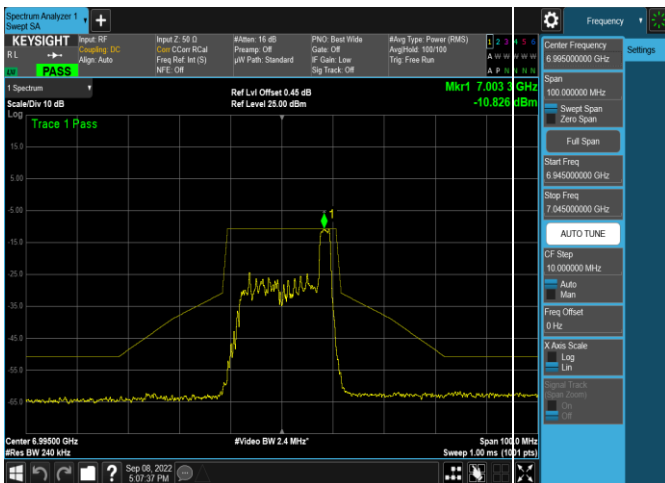 Spectrum Analyzer 1
Swept SA
+
Frequency
KEYSIGHT
RL
PASS
Input: RF
Coupling: DC
Align: Auto
Input Z: 50 Ω
Corr CCorr RCal
Freq Ref: Int (S)
NFE: Off
#Atten: 16 dB
Preamp: Off
µW Path: Standard
PNO: Best Wide
Gate: Off
IF Gain: Low
Sig Track: Off
#Avg Type: Power (RMS)
Avg|Hold: 100/100
Trig: Free Run
1 2 3 4 5 6
A W W W W W
A P N N N N
1 Spectrum
Scale/Div 10 dB
Ref Lvl Offset 0.45 dB
Ref Level 25.00 dBm
Mkr1 7.003 3 GHz
-10.826 dBm
Log
Trace 1 Pass
1
15.0
5.00
-5.00
-15.0
-25.0
-35.0
-45.0
-55.0
-65.0
Center 6.99500 GHz
#Res BW 240 kHz
#Video BW 2.4 MHz*
Span 100.0 MHz
Sweep 1.00 ms (1001 pts)
Center Frequency
6.995000000 GHz
Settings
Span
100.000000 MHz
Swept Span
Zero Span
Full Span
Start Freq
6.945000000 GHz
Stop Freq
7.045000000 GHz
AUTO TUNE
CF Step
10.000000 MHz
Auto
Man
Freq Offset
0 Hz
X Axis Scale
Log
Lin
Signal Track
(Span Zoom)
On
Off
?
Sep 08, 2022
5:07:37 PM